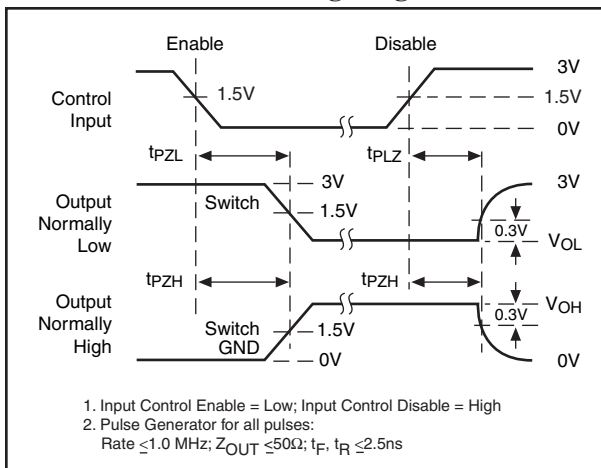 Enable Disable
3V
Control Input
1.5V
1.5V
0V
tPZL
tPLZ
Output Normally Low
Switch
3V
1.5V
3V
0.3V
VOL
tPZH
tPZH
Output Normally High
Switch GND
1.5V
0V
VOH
0.3V
0V
1. Input Control Enable = Low; Input Control Disable = High
2. Pulse Generator for all pulses:
Rate ≤1.0 MHz; ZOUT ≤50Ω; tF, tR ≤2.5ns